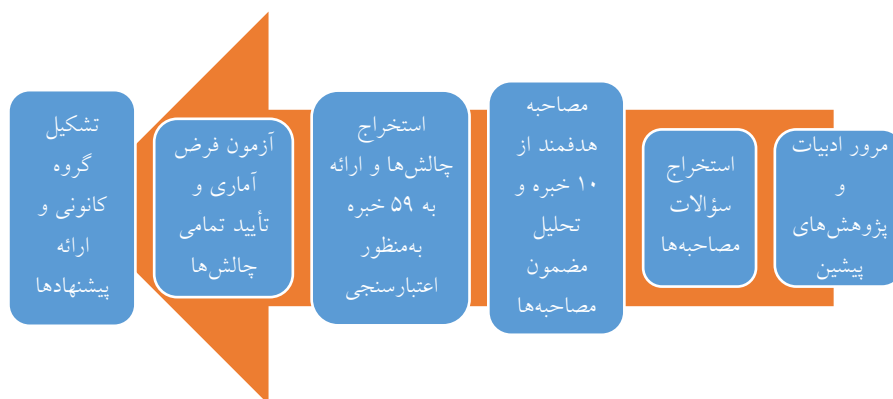 مرور ادبیات
و
پژوهش‌های
پیشین
استخراج
سؤالات
مصاحبه‌ها
مصاحبه
هدفمند از
۱۰ خبره و
تحلیل
مضمون
مصاحبه‌ها
استخراج
چالش‌ها و ارائه
به ۵۹ خبره
به‌منظور
اعتبارسنجی
آزمون فرض
آماری و
تأیید تمامی
چالش‌ها
تشکیل
گروه
کانونی و
ارائه
پیشنهادها